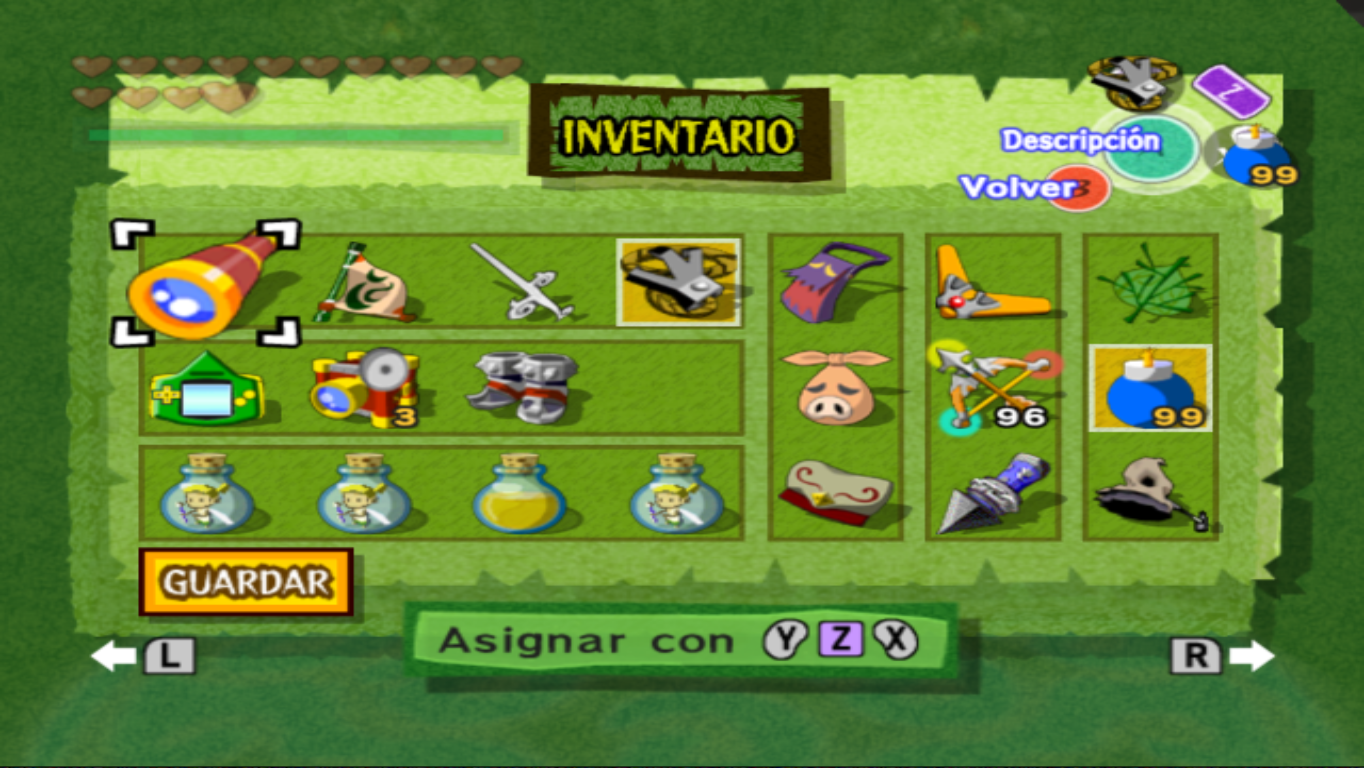 INVENTARIO
Z
Descripción
A
99
Volver
3
96
99
GUARDAR
Asignar con Y Z X
L
R